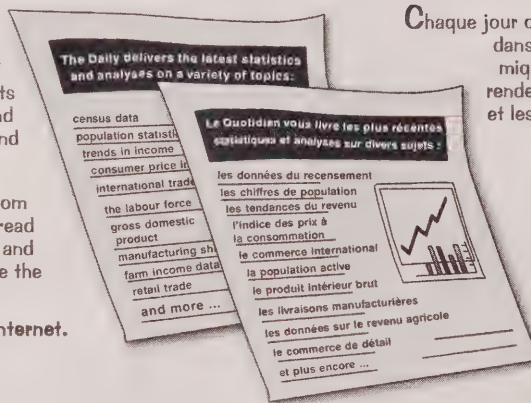 ts
nd
nd
om
read
and
e the
nternet.
The Daily delivers the latest statistics
and analyses on a variety of topics:
census data
population statisti
trends in income
consumer price in
international trade
the labour force
gross domestic
product
manufacturing sh
farm income data
retail trade
and more ...
Le Quotidien vous livre les plus récentes
statistiques et analyses sur divers sujets :
les données du recensement
les chiffres de population
les tendances du revenu
l'indice des prix à
la consommation
le commerce international
la population active
le produit intérieur brut
les livraisons manufacturières
les données sur le revenu agricole
le commerce de détail
et plus encore ...
Chaque jour
dans
miq
rende
et les